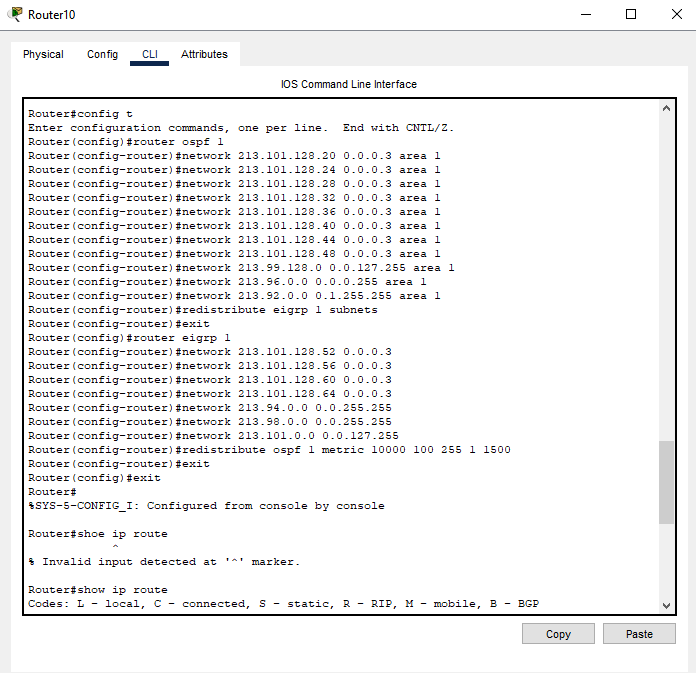 Router10
Physical Config CLI Attributes
IOS Command Line Interface
Router#config t
Enter configuration commands, one per line.  End with CNTL/Z.
Router(config)#router ospf 1
Router(config-router)#network 213.101.128.20 0.0.0.3 area 1
Router(config-router)#network 213.101.128.24 0.0.0.3 area 1
Router(config-router)#network 213.101.128.28 0.0.0.3 area 1
Router(config-router)#network 213.101.128.32 0.0.0.3 area 1
Router(config-router)#network 213.101.128.36 0.0.0.3 area 1
Router(config-router)#network 213.101.128.40 0.0.0.3 area 1
Router(config-router)#network 213.101.128.44 0.0.0.3 area 1
Router(config-router)#network 213.101.128.48 0.0.0.3 area 1
Router(config-router)#network 213.99.128.0 0.0.127.255 area 1
Router(config-router)#network 213.96.0.0 0.0.0.255 area 1
Router(config-router)#network 213.92.0.0 0.1.255.255 area 1
Router(config-router)#redistribute eigrp 1 subnets
Router(config-router)#exit
Router(config)#router eigrp 1
Router(config-router)#network 213.101.128.52 0.0.0.3
Router(config-router)#network 213.101.128.56 0.0.0.3
Router(config-router)#network 213.101.128.60 0.0.0.3
Router(config-router)#network 213.101.128.64 0.0.0.3
Router(config-router)#network 213.94.0.0 0.0.255.255
Router(config-router)#network 213.98.0.0 0.0.255.255
Router(config-router)#network 213.101.0.0 0.0.127.255
Router(config-router)#redistribute ospf 1 metric 10000 100 255 1 1500
Router(config-router)#exit
Router(config)#exit
Router#
%SYS-5-CONFIG_I: Configured from console by console
Router#shoe ip route
^
% Invalid input detected at '^' marker.
Router#show ip route
Codes: L - local, C - connected, S - static, R - RIP, M - mobile, B - BGP
Copy Paste